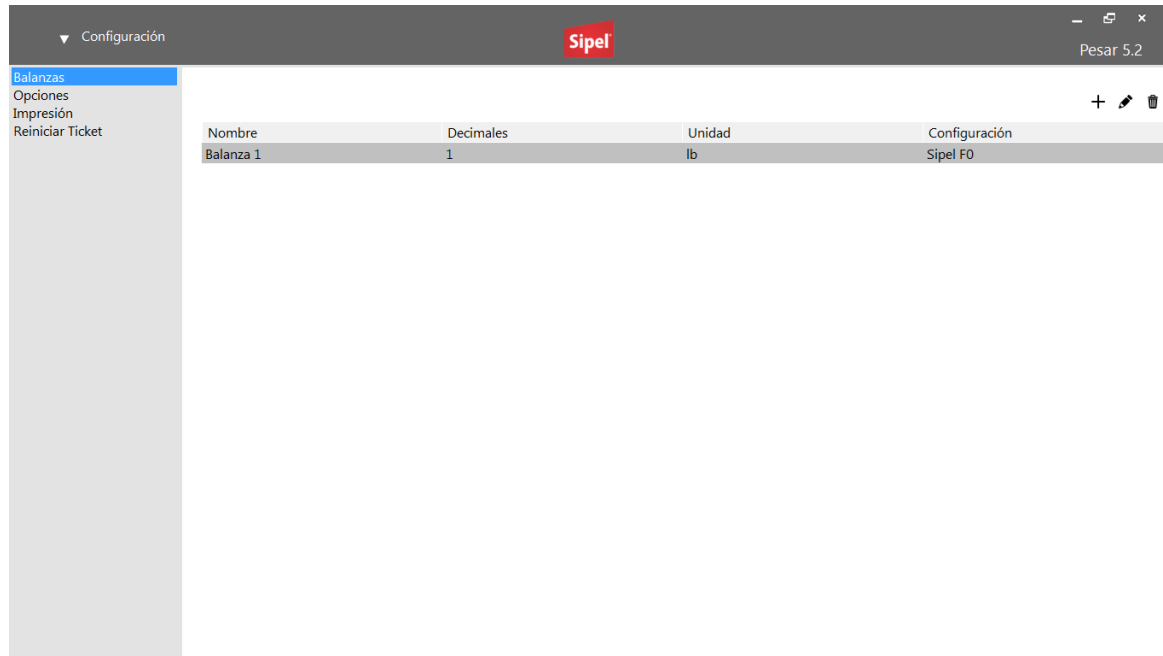 Configuración
Sipel
Pesar 5.2
Balanzas
Opciones
Impresión
Reiniciar Ticket
Nombre Decimales Unidad Configuración
Balanza 1 1 lb Sipel F0